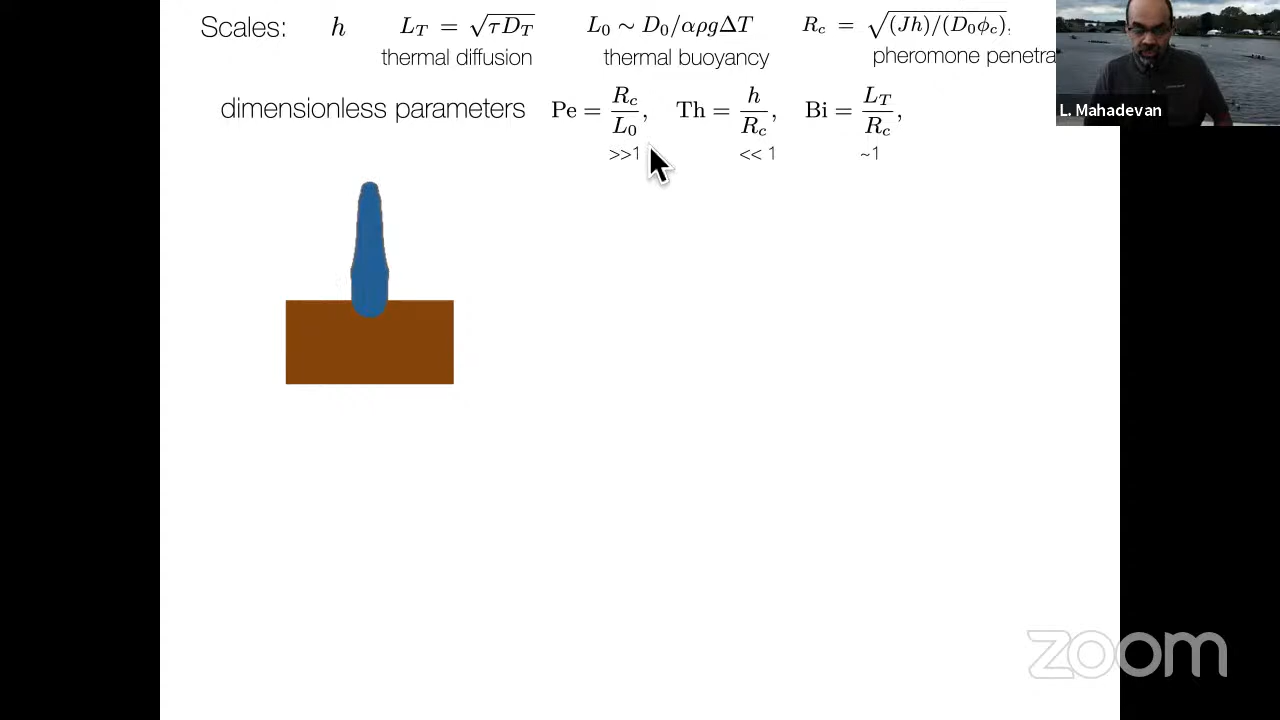 Scales: h L_T = √(τD_T) L_0 ∼ D_0/αρgΔT R_c = √((Jh)/(D_0ϕ_c)),
thermal diffusion thermal buoyancy pheromone penetra
dimensionless parameters Pe = R_c/L_0, Th = h/R_c, Bi = L_T/R_c,
>>1 << 1 ~1
L. Mahadevan
zoom